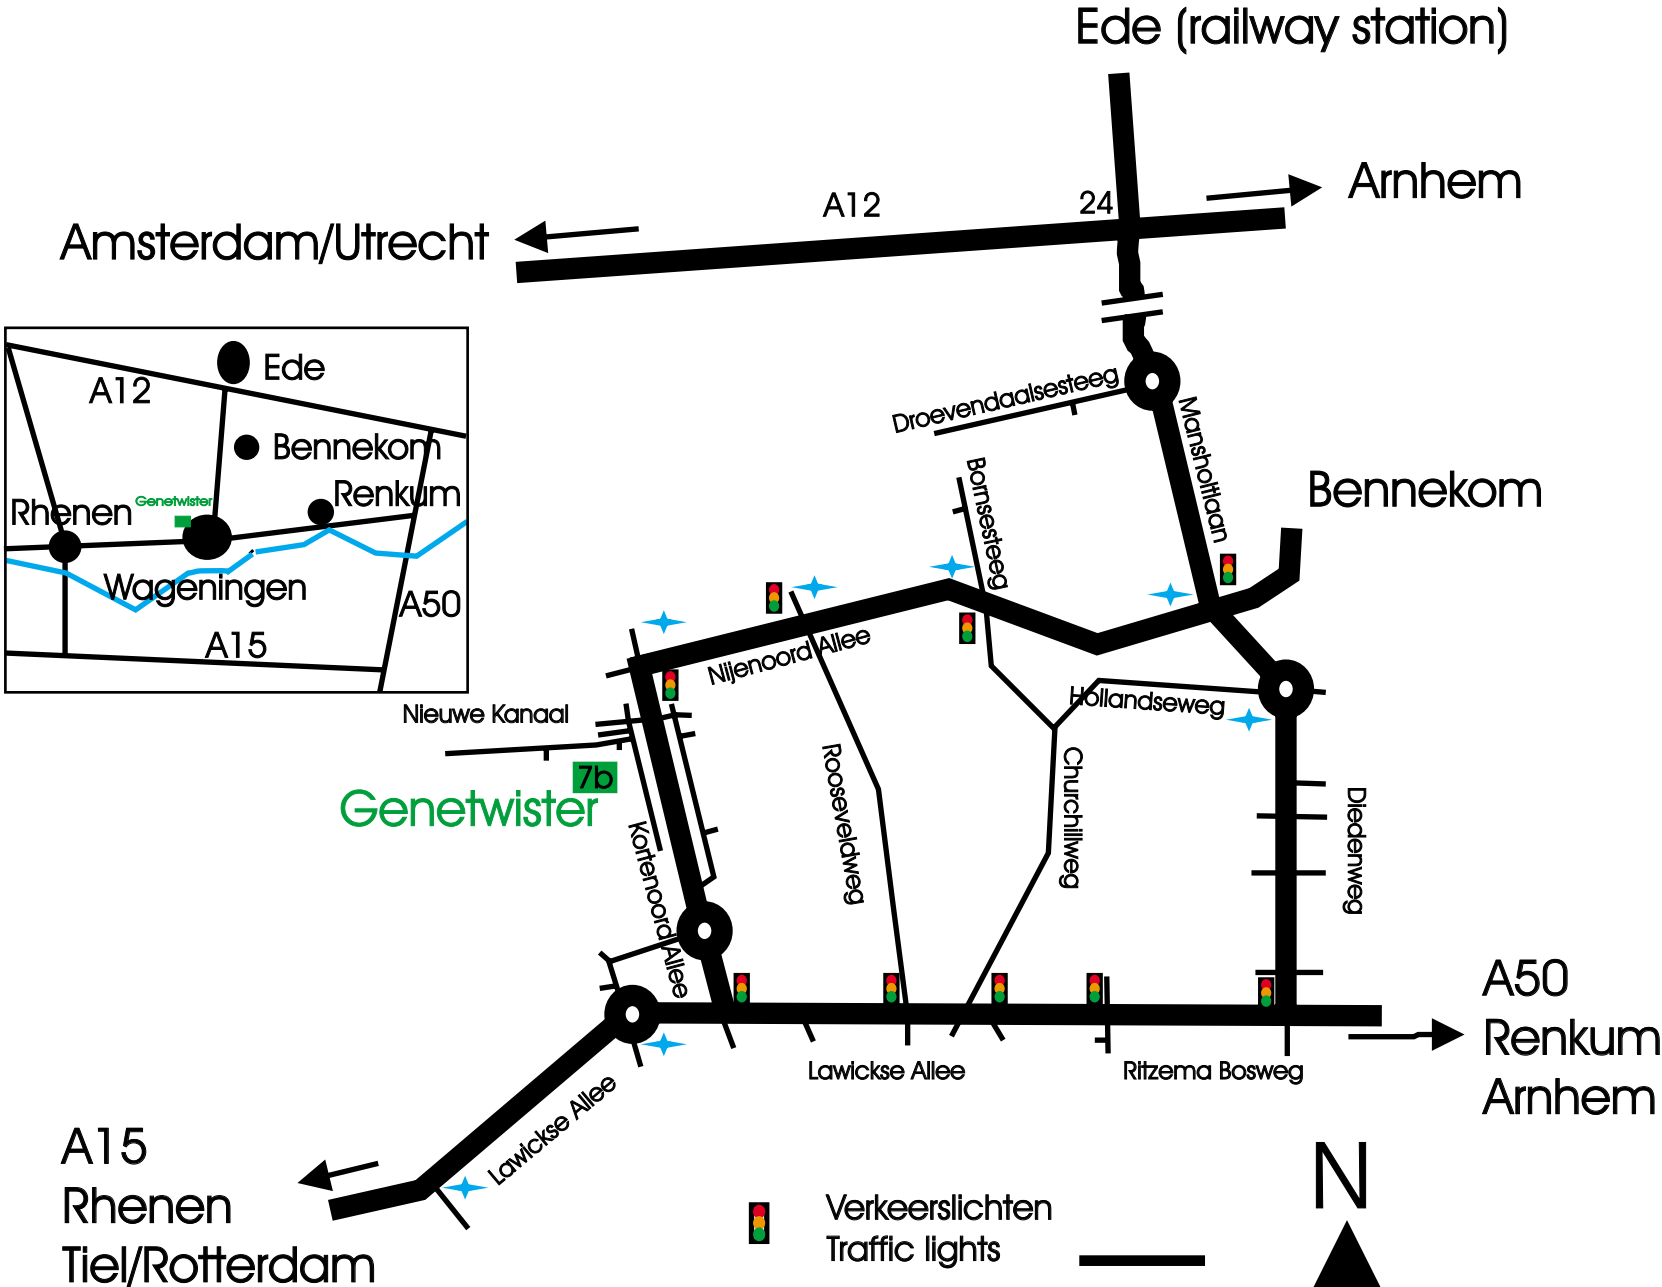 Ede (railway station)
Arnhem
A12
24
Amsterdam/Utrecht
A12
Ede
Bennekom
Renkum
Genetwister
Rhenen
Wageningen
A50
A15
Droevendaalsesteeg
Mansholtlaan
Bornsesteeg
Bennekom
Nijenoord Allee
Hollandseweg
Nieuwe Kanaal
7b
Genetwister
Rooseveldweg
Churchillweg
Diedenweg
Kortenoord Allee
A50
Renkum
Arnhem
Lawickse Allee
Ritzema Bosweg
Lawickse Allee
A15
Rhenen
Tiel/Rotterdam
Verkeerslichten
Traffic lights
N